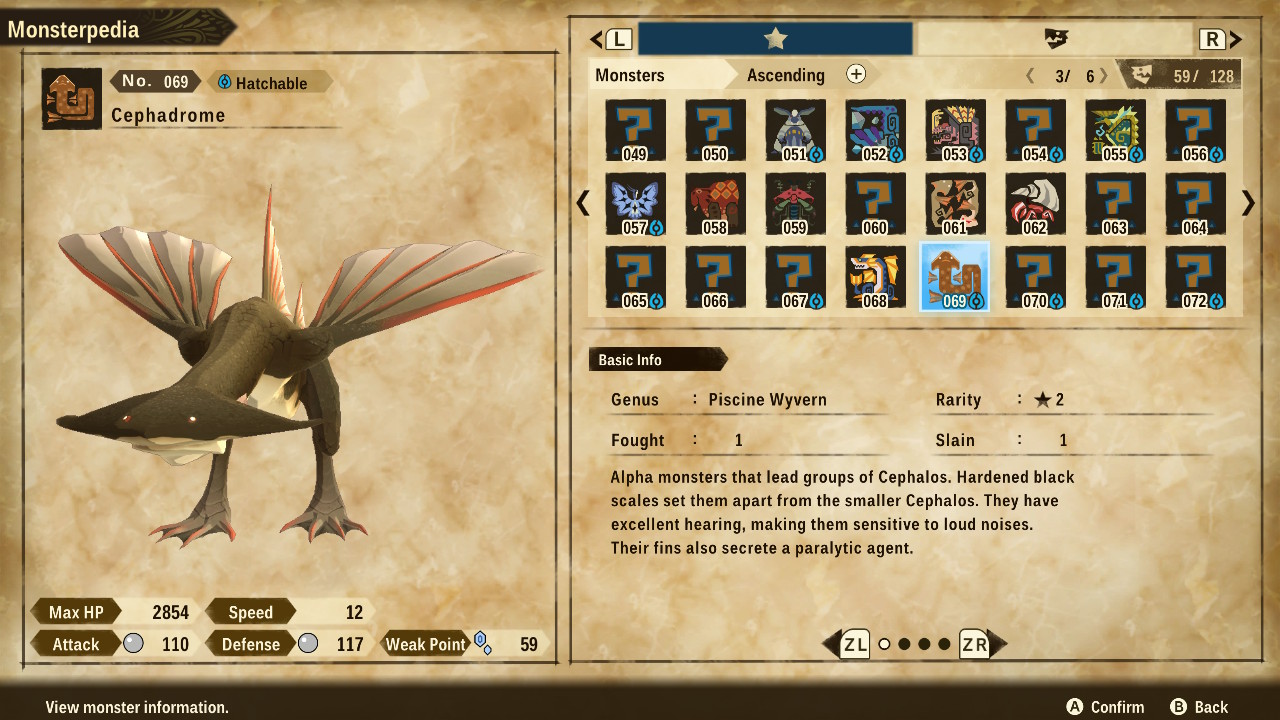 Monsterpedia
No. 069
Hatchable
Cephadrome
Max HP 2854
Speed 12
Attack 110
Defense 117
Weak Point 59
L
R
Monsters
Ascending
3/ 6
59/ 128
049 050 051 052 053 054 055 056
057 058 059 060 061 062 063 064
065 066 067 068 069 070 071 072
Basic Info
Genus : Piscine Wyvern
Rarity : ★2
Fought : 1
Slain : 1
Alpha monsters that lead groups of Cephalos. Hardened black
scales set them apart from the smaller Cephalos. They have
excellent hearing, making them sensitive to loud noises.
Their fins also secrete a paralytic agent.
ZL
ZR
View monster information.
A Confirm
B Back